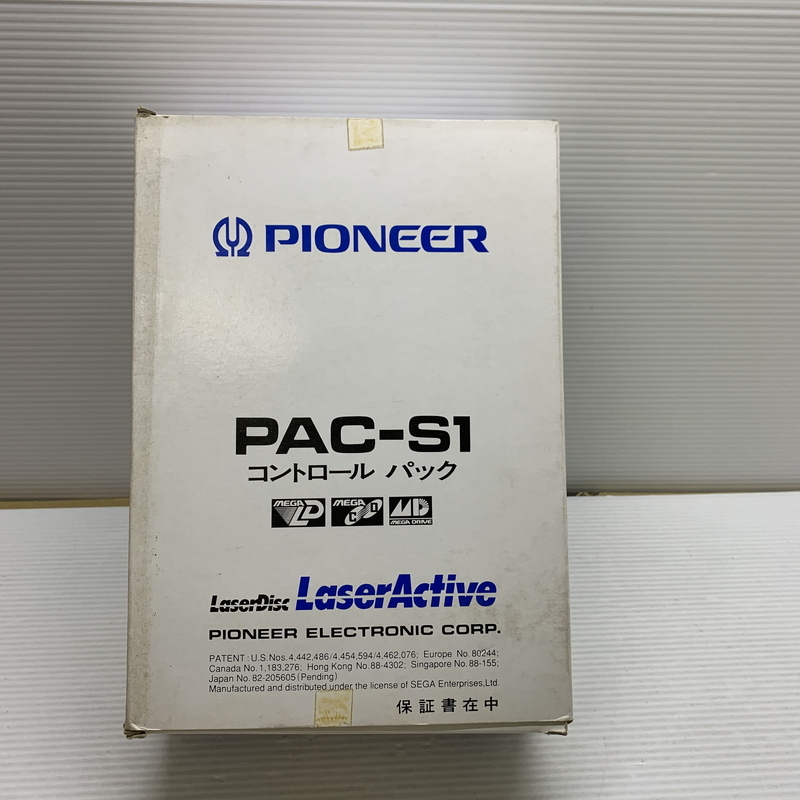 PIONEER
PAC-S1
コントロール パック
MEGA LD MEGA CD MD MEGA DRIVE
LaserDisc LaserActive
PIONEER ELECTRONIC CORP.
PATENT : U.S. Nos. 4,442,486/4,454,594/4,462,076; Europe No. 80244;
Canada No. 1,183,276; Hong Kong No. 88-4302; Singapore No. 88-155;
Japan No. 82-205605 (Pending)
Manufactured and distributed under the license of SEGA Enterprises, Ltd.
保証書在中